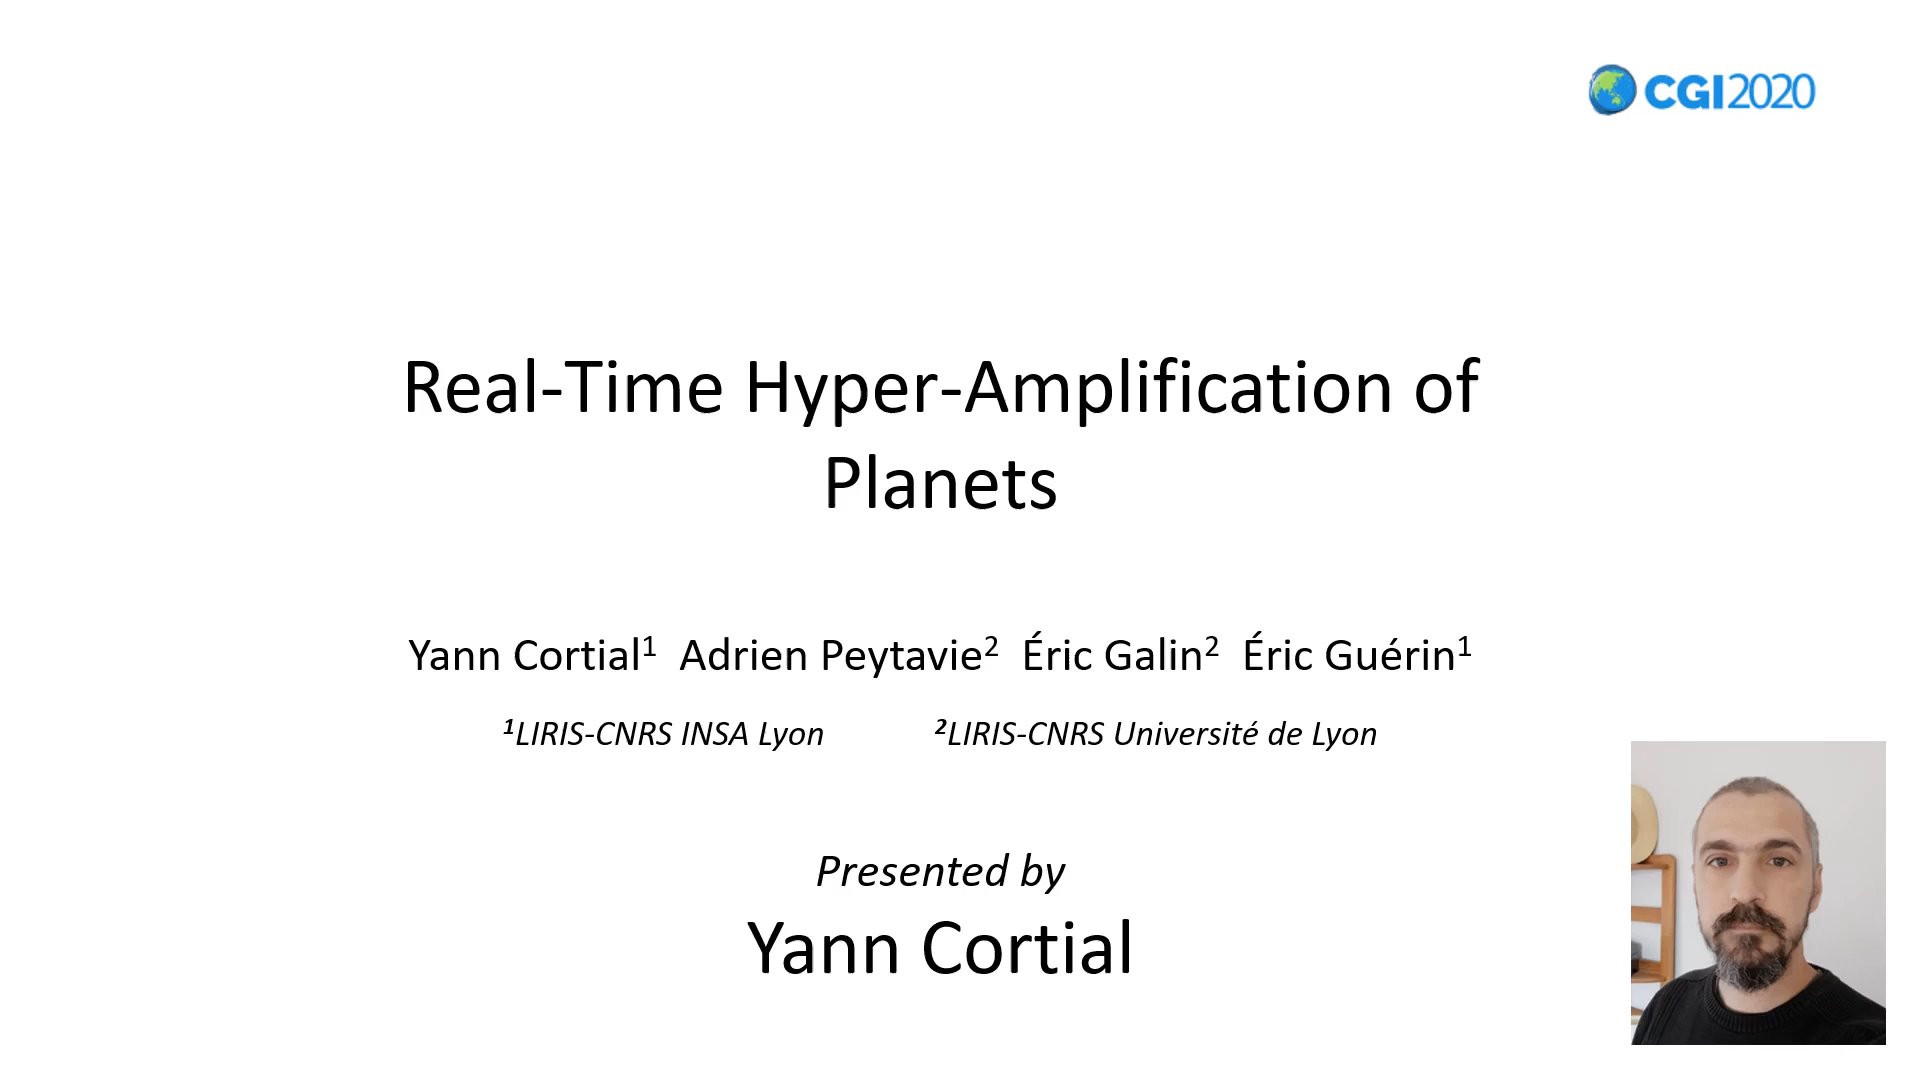 CGI2020
Real-Time Hyper-Amplification of
Planets
Yann Cortial¹ Adrien Peytavie² Éric Galin² Éric Guérin¹
¹LIRIS-CNRS INSA Lyon ²LIRIS-CNRS Université de Lyon
Presented by
Yann Cortial